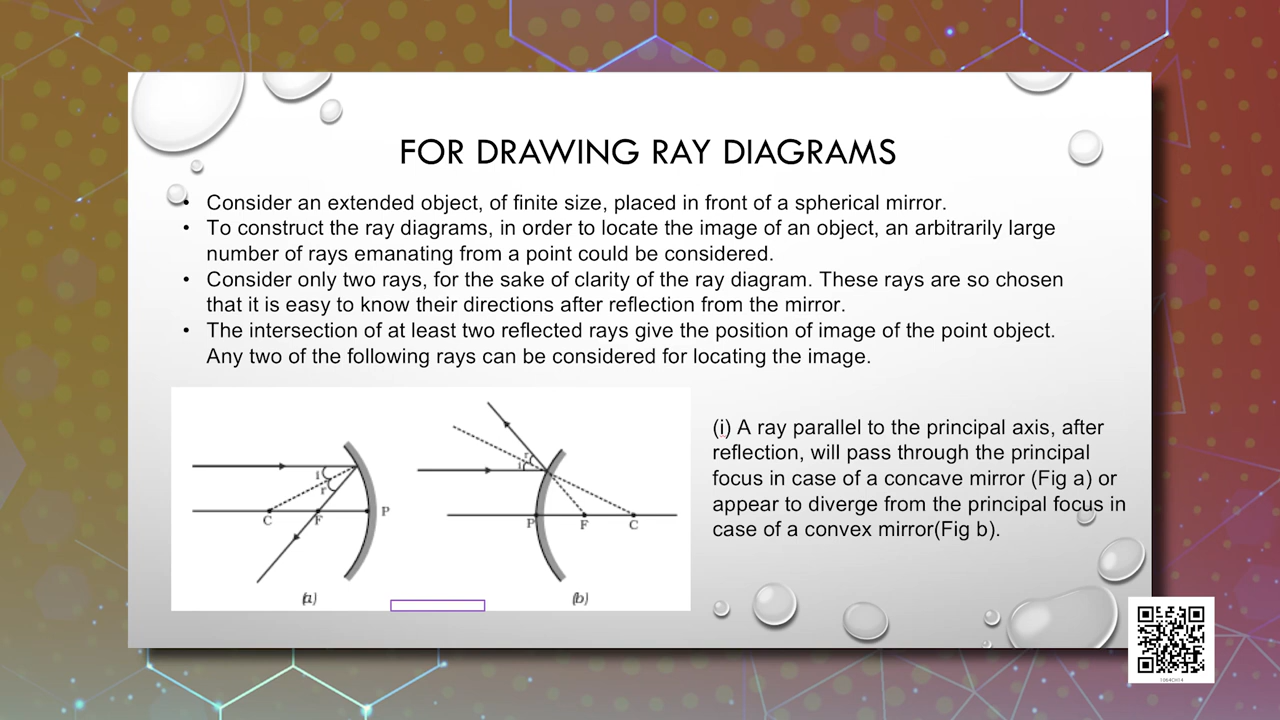 FOR DRAWING RAY DIAGRAMS
• Consider an extended object, of finite size, placed in front of a spherical mirror.
• To construct the ray diagrams, in order to locate the image of an object, an arbitrarily large
number of rays emanating from a point could be considered.
• Consider only two rays, for the sake of clarity of the ray diagram. These rays are so chosen
that it is easy to know their directions after reflection from the mirror.
• The intersection of at least two reflected rays give the position of image of the point object.
Any two of the following rays can be considered for locating the image.
i
r
C
F
P
(a)
r
i
P
F
C
(b)
(i) A ray parallel to the principal axis, after
reflection, will pass through the principal
focus in case of a concave mirror (Fig a) or
appear to diverge from the principal focus in
case of a convex mirror(Fig b).
1064CH14